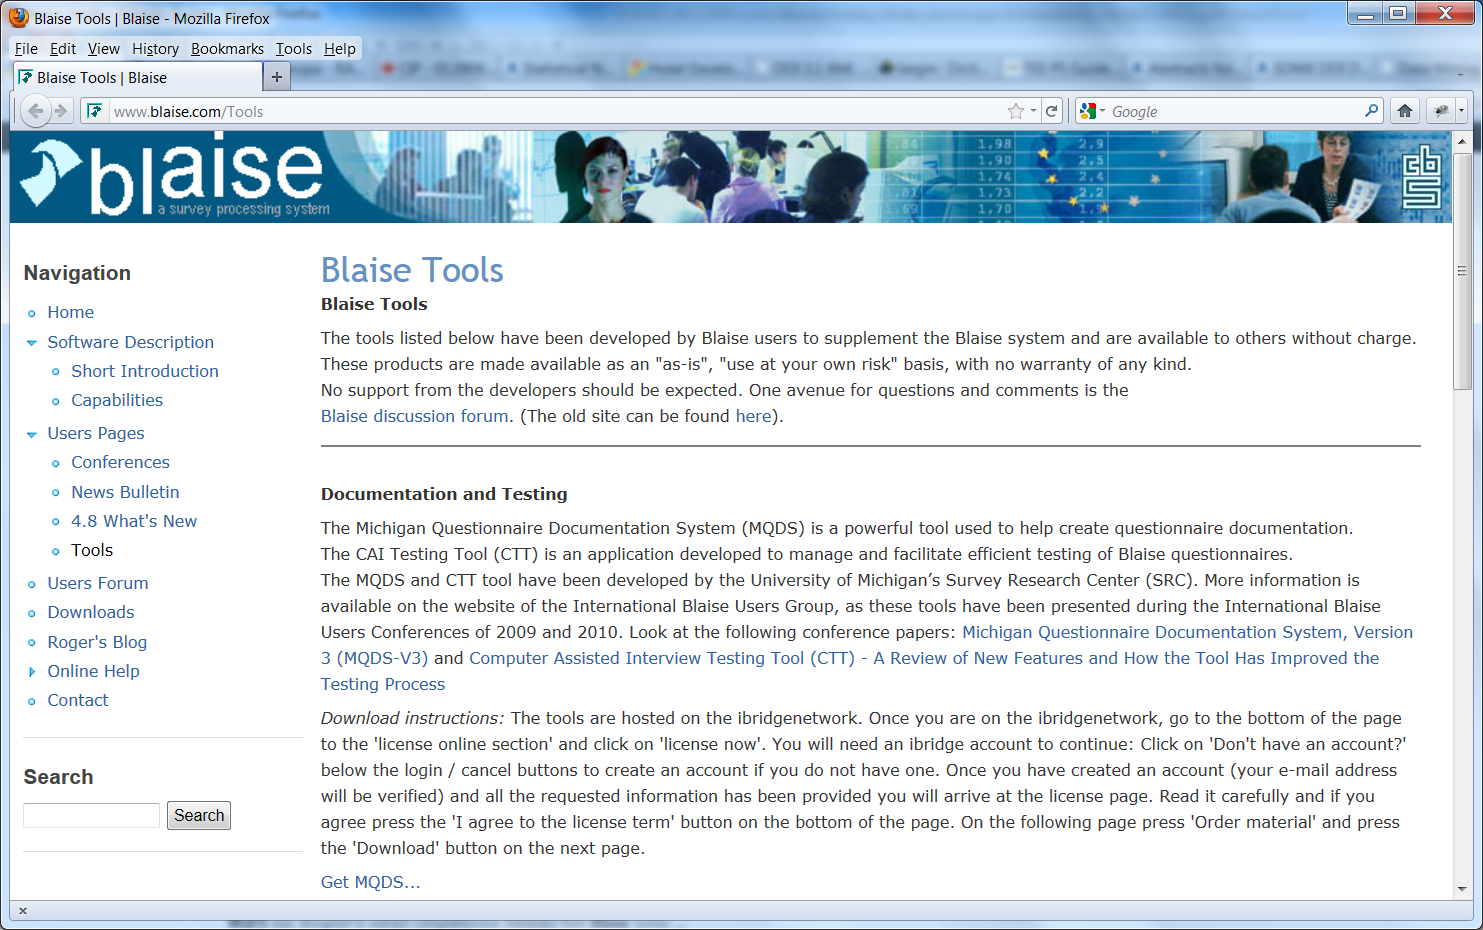 Blaise Tools | Blaise - Mozilla Firefox
File Edit View History Bookmarks Tools Help
Blaise Tools | Blaise
www.blaise.com/Tools
Google
blaise
a survey processing system
1,98 2,9
1,90 2,5
1,74 2,4
1,73 2,2
1,70
cbs
Navigation
Home
Software Description
Short Introduction
Capabilities
Users Pages
Conferences
News Bulletin
4.8 What's New
Tools
Users Forum
Downloads
Roger's Blog
Online Help
Contact
Search
Search
Blaise Tools
Blaise Tools
The tools listed below have been developed by Blaise users to supplement the Blaise system and are available to others without charge.
These products are made available as an "as-is", "use at your own risk" basis, with no warranty of any kind.
No support from the developers should be expected. One avenue for questions and comments is the
Blaise discussion forum. (The old site can be found here).
Documentation and Testing
The Michigan Questionnaire Documentation System (MQDS) is a powerful tool used to help create questionnaire documentation.
The CAI Testing Tool (CTT) is an application developed to manage and facilitate efficient testing of Blaise questionnaires.
The MQDS and CTT tool have been developed by the University of Michigan’s Survey Research Center (SRC). More information is
available on the website of the International Blaise Users Group, as these tools have been presented during the International Blaise
Users Conferences of 2009 and 2010. Look at the following conference papers: Michigan Questionnaire Documentation System, Version
3 (MQDS-V3) and Computer Assisted Interview Testing Tool (CTT) - A Review of New Features and How the Tool Has Improved the
Testing Process
Download instructions: The tools are hosted on the ibridgenetwork. Once you are on the ibridgenetwork, go to the bottom of the page
to the 'license online section' and click on 'license now'. You will need an ibridge account to continue: Click on 'Don't have an account?'
below the login / cancel buttons to create an account if you do not have one. Once you have created an account (your e-mail address
will be verified) and all the requested information has been provided you will arrive at the license page. Read it carefully and if you
agree press the 'I agree to the license term' button on the bottom of the page. On the following page press 'Order material' and press
the 'Download' button on the next page.
Get MQDS...